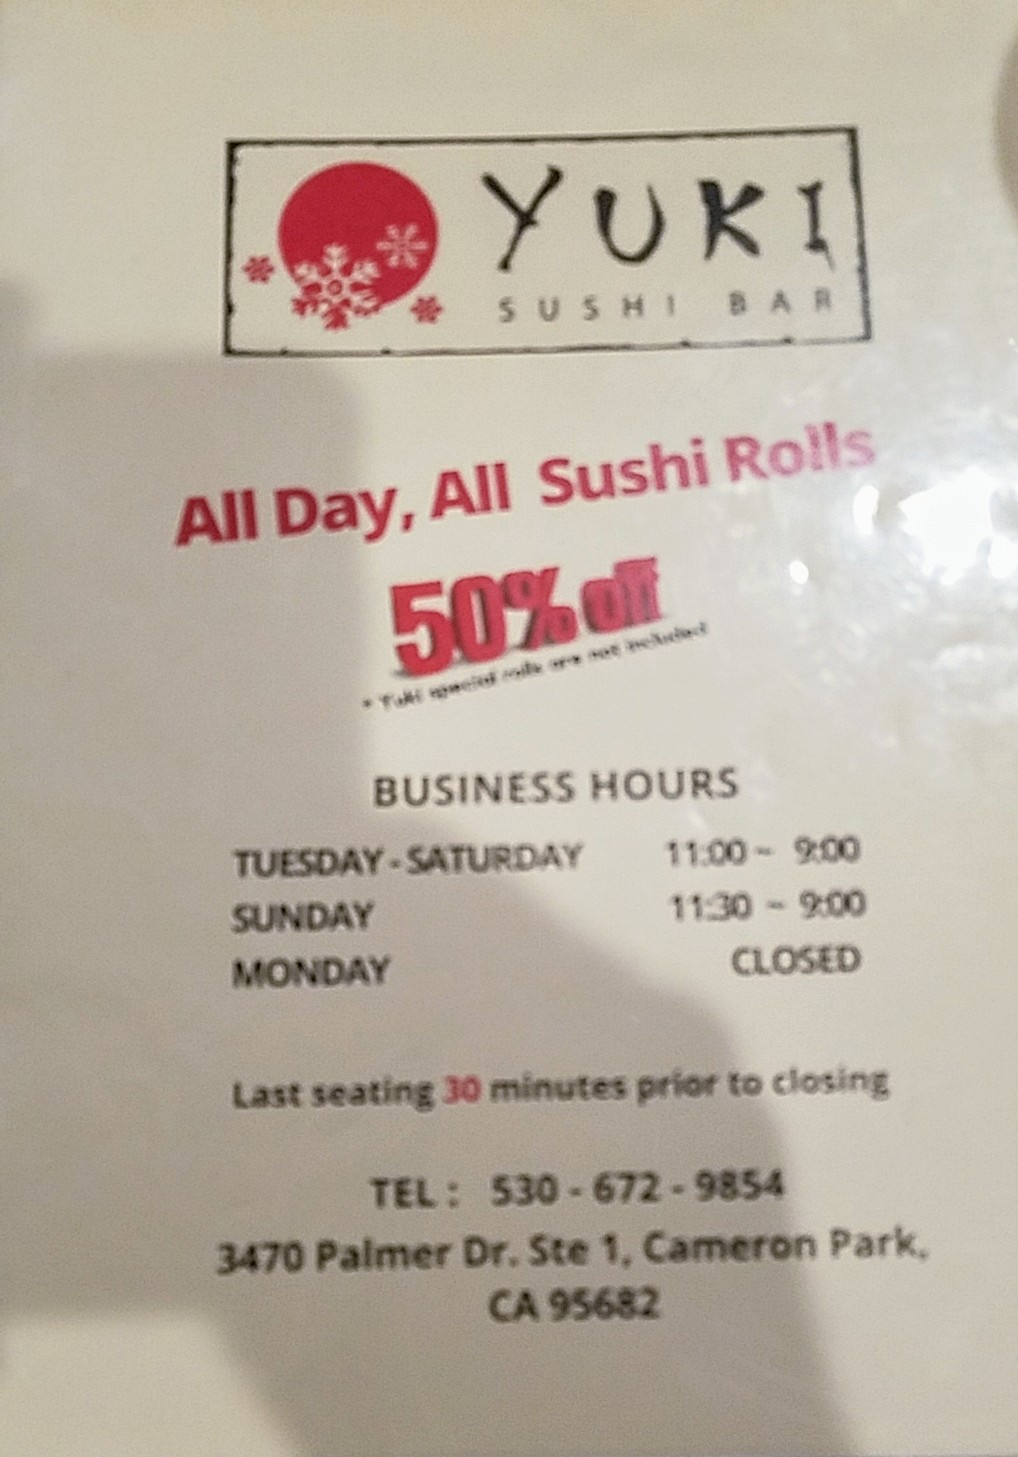 YUKI
SUSHI BAR
All Day, All Sushi Rolls
50% off
* Yuki special rolls are not included
BUSINESS HOURS
TUESDAY - SATURDAY 11:00 ~ 9:00
SUNDAY 11:30 ~ 9:00
MONDAY CLOSED
Last seating 30 minutes prior to closing
TEL : 530 - 672 - 9854
3470 Palmer Dr. Ste 1, Cameron Park,
CA 95682